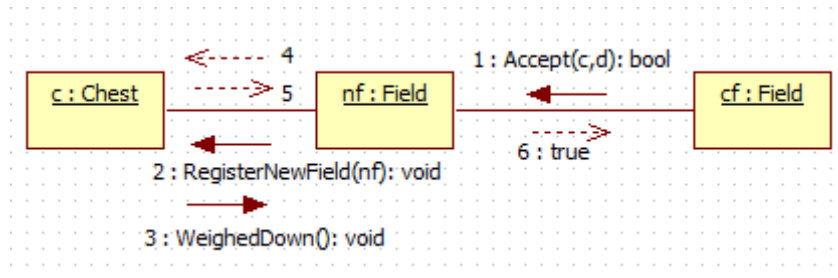 4
1 : Accept(c,d): bool
c : Chest
5
nf : Field
cf : Field
6 : true
2 : RegisterNewField(nf): void
3 : WeighedDown(): void